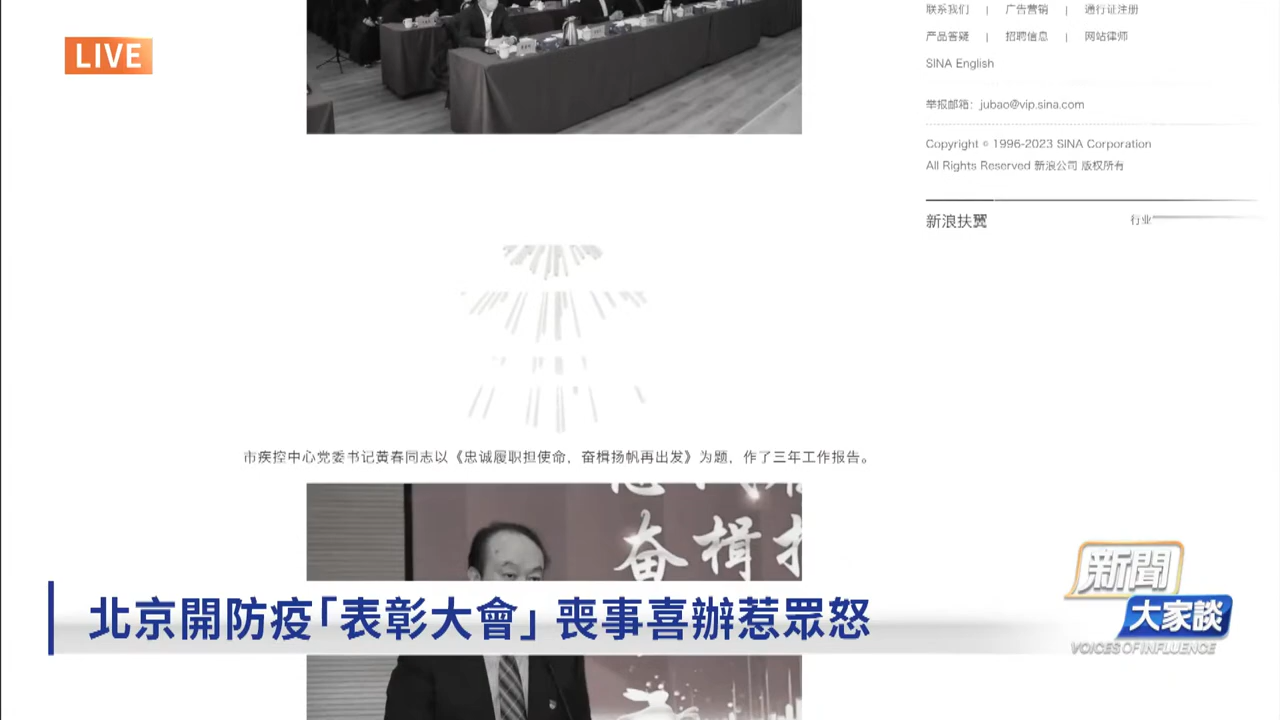 LIVE
联系我们 | 广告营销 | 通行证注册
产品答疑 | 招聘信息 | 网站律师
SINA English
举报邮箱：jubao@vip.sina.com
Copyright © 1996-2023 SINA Corporation
All Rights Reserved 新浪公司 版权所有
新浪扶翼
行业
市疾控中心党委书记黄春同志以《忠诚履职担使命，奋楫扬帆再出发》为题，作了三年工作报告。
奋楫扬
北京開防疫「表彰大會」喪事喜辦惹眾怒
新聞
大家談
VOICES OF INFLUENCE